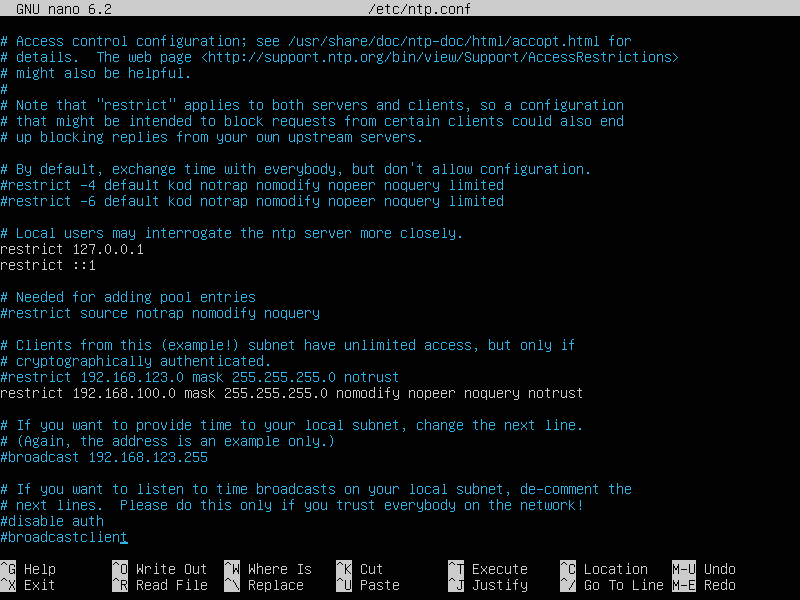 GNU nano 6.2 /etc/ntp.conf
# Access control configuration; see /usr/share/doc/ntp-doc/html/accopt.html for
# details.  The web page <http://support.ntp.org/bin/view/Support/AccessRestrictions>
# might also be helpful.
#
# Note that "restrict" applies to both servers and clients, so a configuration
# that might be intended to block requests from certain clients could also end
# up blocking replies from your own upstream servers.
# By default, exchange time with everybody, but don't allow configuration.
#restrict -4 default kod notrap nomodify nopeer noquery limited
#restrict -6 default kod notrap nomodify nopeer noquery limited
# Local users may interrogate the ntp server more closely.
restrict 127.0.0.1
restrict ::1
# Needed for adding pool entries
#restrict source notrap nomodify noquery
# Clients from this (example!) subnet have unlimited access, but only if
# cryptographically authenticated.
#restrict 192.168.123.0 mask 255.255.255.0 notrust
restrict 192.168.100.0 mask 255.255.255.0 nomodify nopeer noquery notrust
# If you want to provide time to your local subnet, change the next line.
# (Again, the address is an example only.)
#broadcast 192.168.123.255
# If you want to listen to time broadcasts on your local subnet, de-comment the
# next lines.  Please do this only if you trust everybody on the network!
#disable auth
#broadcastclient
^G Help ^O Write Out ^W Where Is ^K Cut ^T Execute ^C Location M-U Undo
^X Exit ^R Read File ^\ Replace ^U Paste ^J Justify ^/ Go To Line M-E Redo